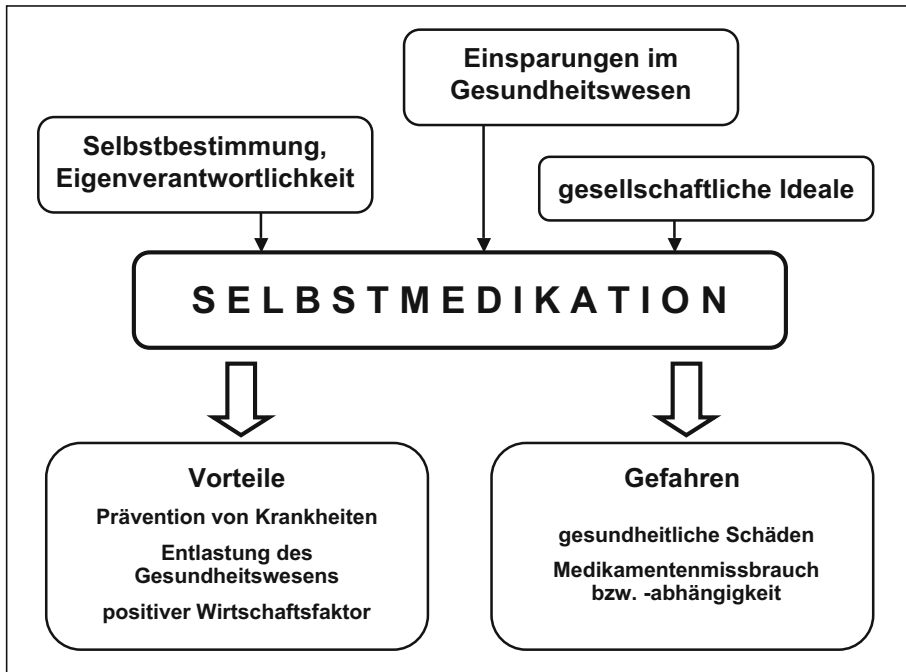 Einsparungen im
Gesundheitswesen
Selbstbestimmung,
Eigenverantwortlichkeit
gesellschaftliche Ideale
SELBSTMEDIKATION
Vorteile
Prävention von Krankheiten
Entlastung des
Gesundheitswesens
positiver Wirtschaftsfaktor
Gefahren
gesundheitliche Schäden
Medikamentenmissbrauch
bzw. -abhängigkeit